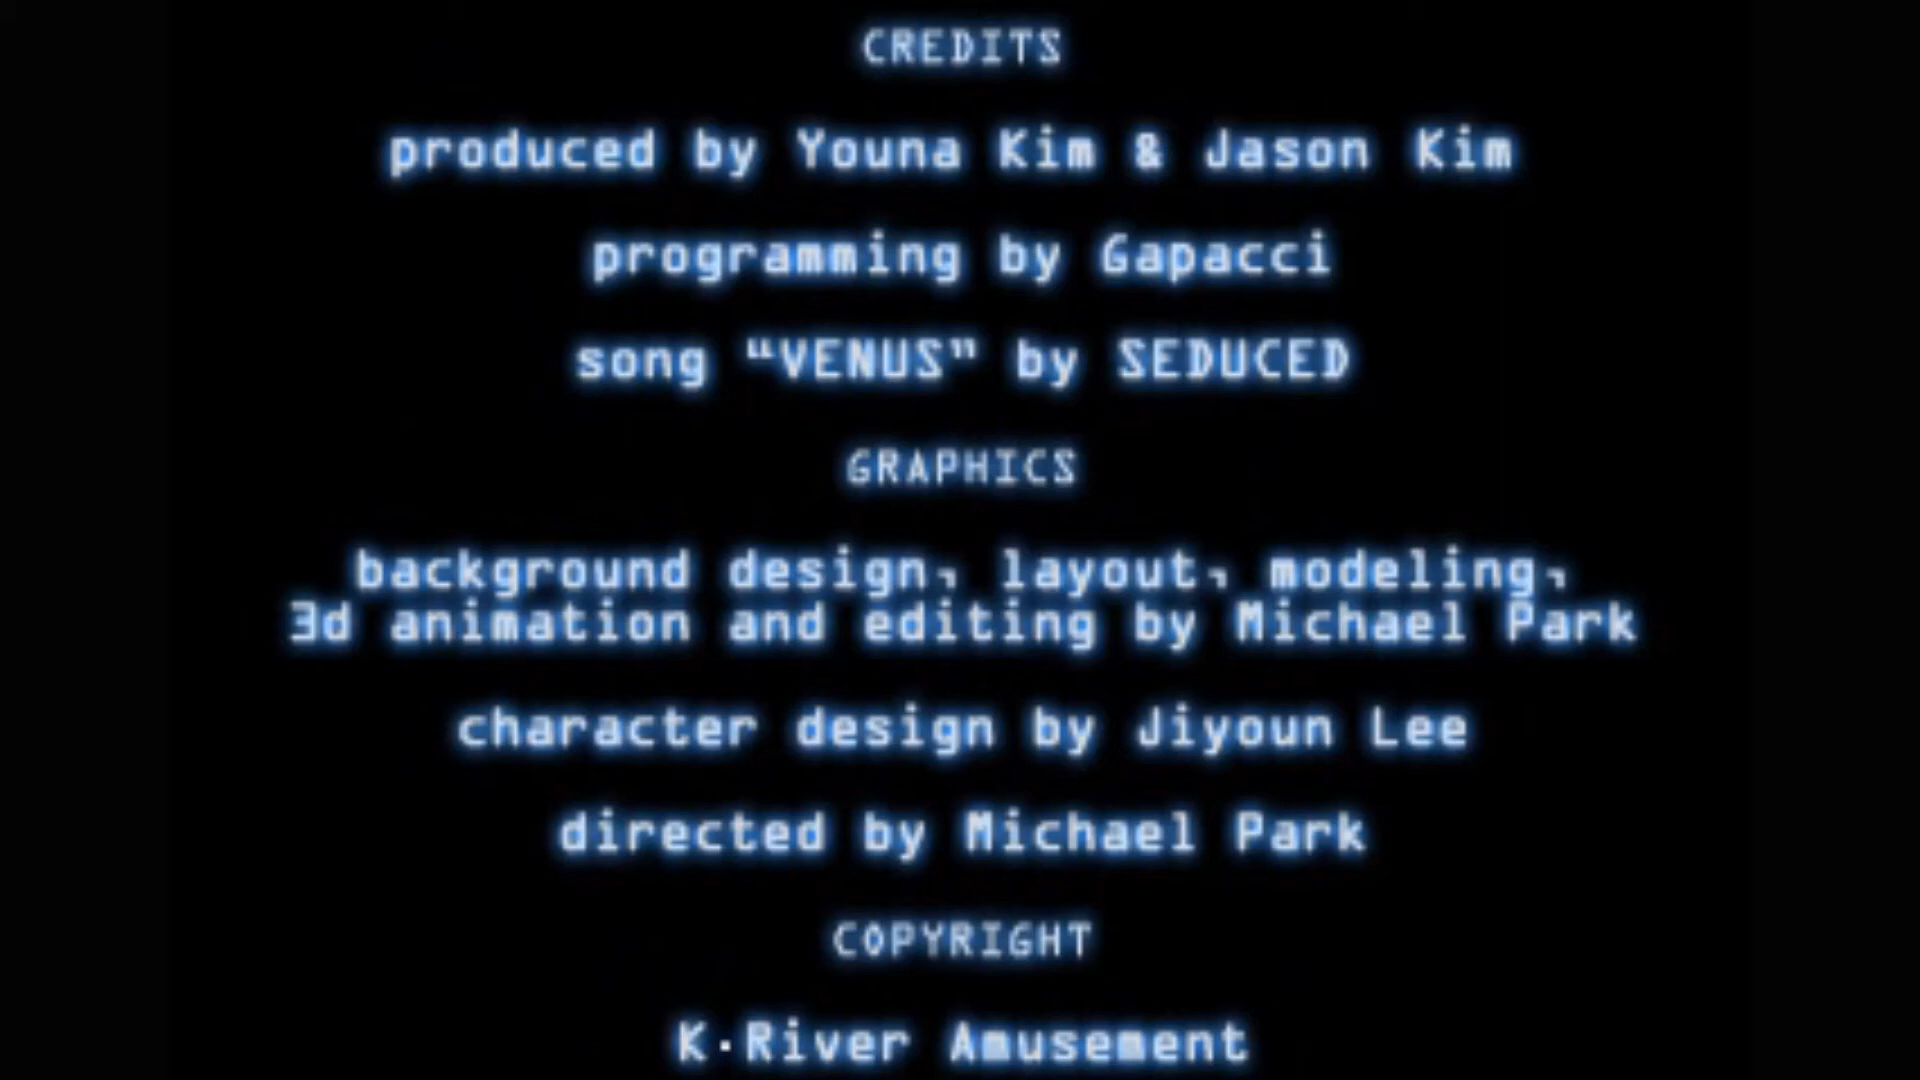 CREDITS
produced by Youna Kim & Jason Kim
programming by Gapacci
song “VENUS” by SEDUCED
GRAPHICS
background design, layout, modeling,
3d animation and editing by Michael Park
character design by Jiyoun Lee
directed by Michael Park
COPYRIGHT
K·River Amusement